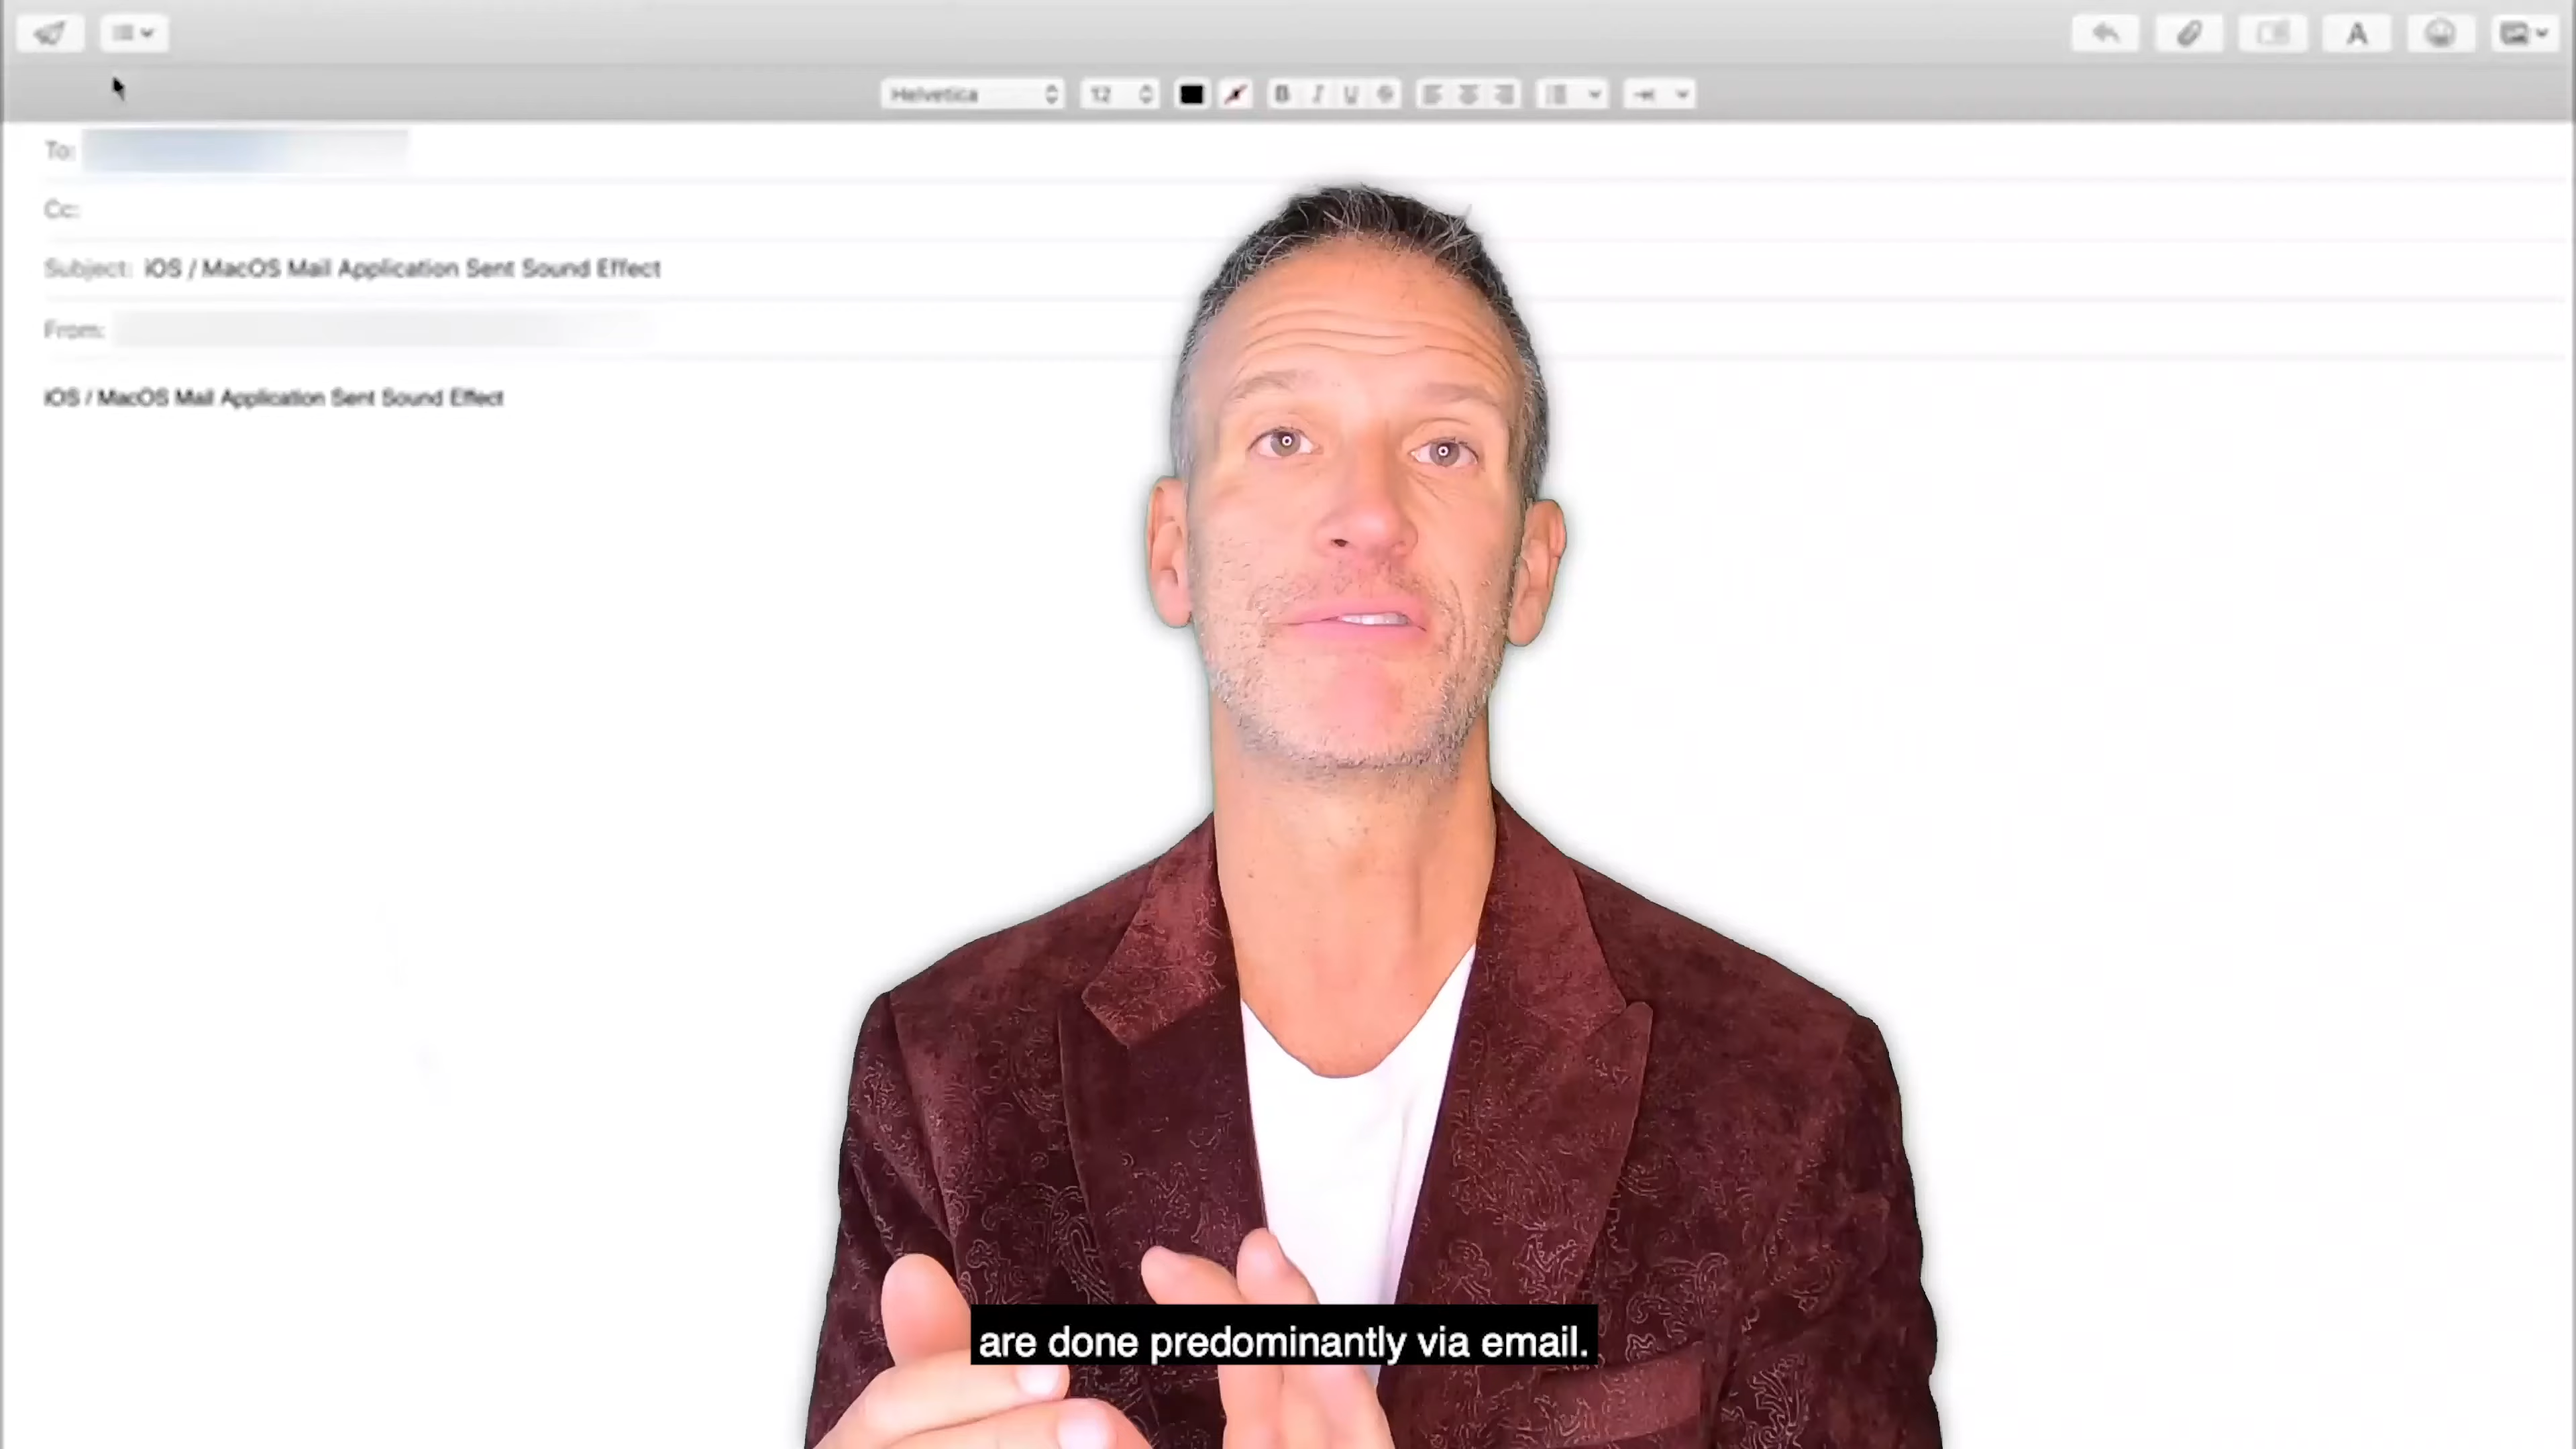 Helvetica 12 B I U S
A
To:
Cc:
Subject: iOS / MacOS Mail Application Sent Sound Effect
From:
iOS / MacOS Mail Application Sent Sound Effect
are done predominantly via email.